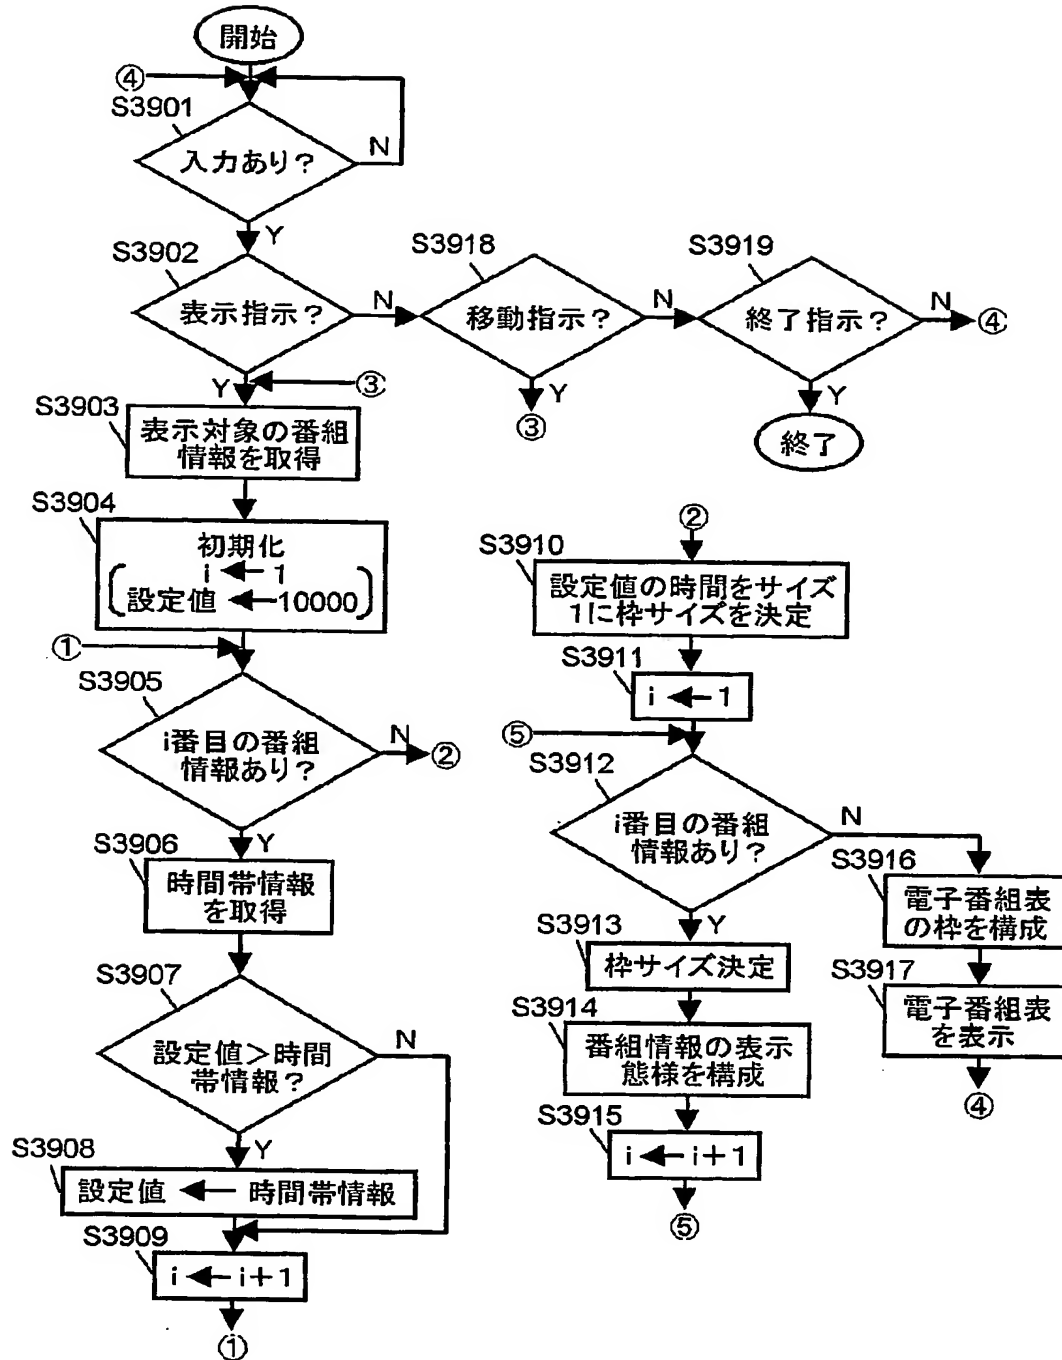 開始
④
S3901
入力あり?
N
Y
S3902
表示指示?
N
S3918
移動指示?
N
S3919
終了指示?
N
④
Y
③
Y
③
Y
終了
S3903
表示対象の番組
情報を取得
S3904
初期化
i ← 1
設定値 ← 10000
①
S3905
i番目の番組
情報あり?
N
②
Y
S3906
時間帯情報
を取得
S3907
設定値>時間
帯情報?
N
Y
S3908
設定値 ← 時間帯情報
S3909
i ← i+1
①
②
S3910
設定値の時間をサイズ
1に枠サイズを決定
S3911
i ← 1
⑤
S3912
i番目の番組
情報あり?
N
Y
S3913
枠サイズ決定
S3914
番組情報の表示
態様を構成
S3915
i ← i+1
⑤
S3916
電子番組表
の枠を構成
S3917
電子番組表
を表示
④